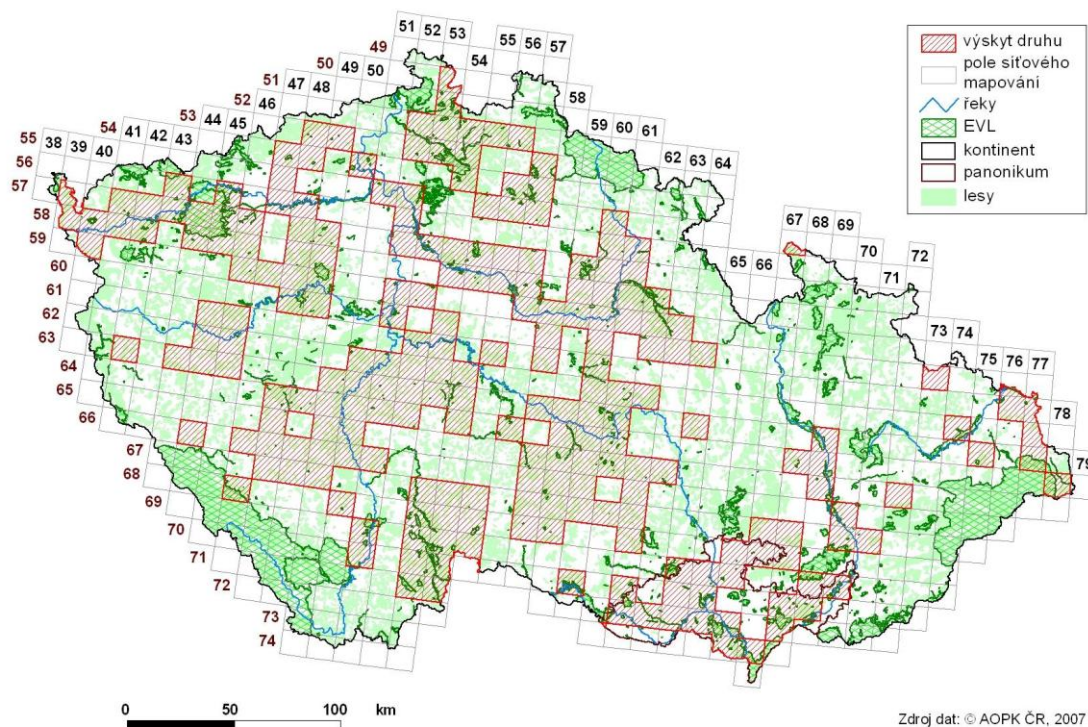 51 52 53
55 56 57
49
54
50
49 50
58
51
47 48
52
46
59 60 61
53
44 45
54
41 42 43
62 63 64
55
38 39 40
56
57
67 68 69
58
70
72
59
65 66
71
60
61
62
73 74
63
75 76 77
64
65
78
66
67
79
68
69
70
71
72
73
74
výskyt druhu
pole síťového
mapování
řeky
EVL
kontinent
panonikum
lesy
0 50 100 km
Zdroj dat: © AOPK ČR, 2007